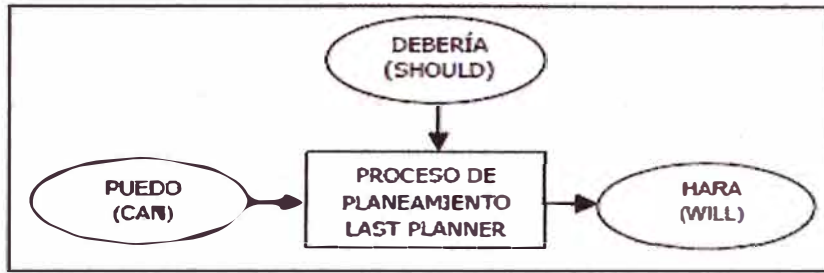 DEBERÍA
(SHOULD)
PUEDO
(CAN)
PROCESO DE
PLANEAMIENTO
LAST PLANNER
HARA
(WILL)